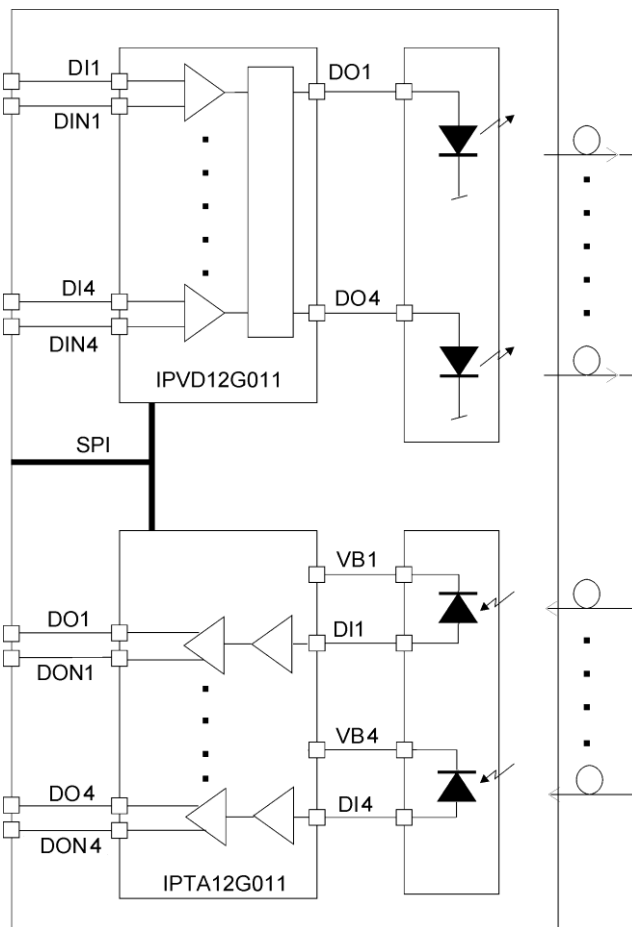 DI1
DO1
DIN1
DI4
DO4
DIN4
IPVD12G011
SPI
VB1
DO1
DI1
DON1
VB4
DO4
DI4
DON4
IPTA12G011